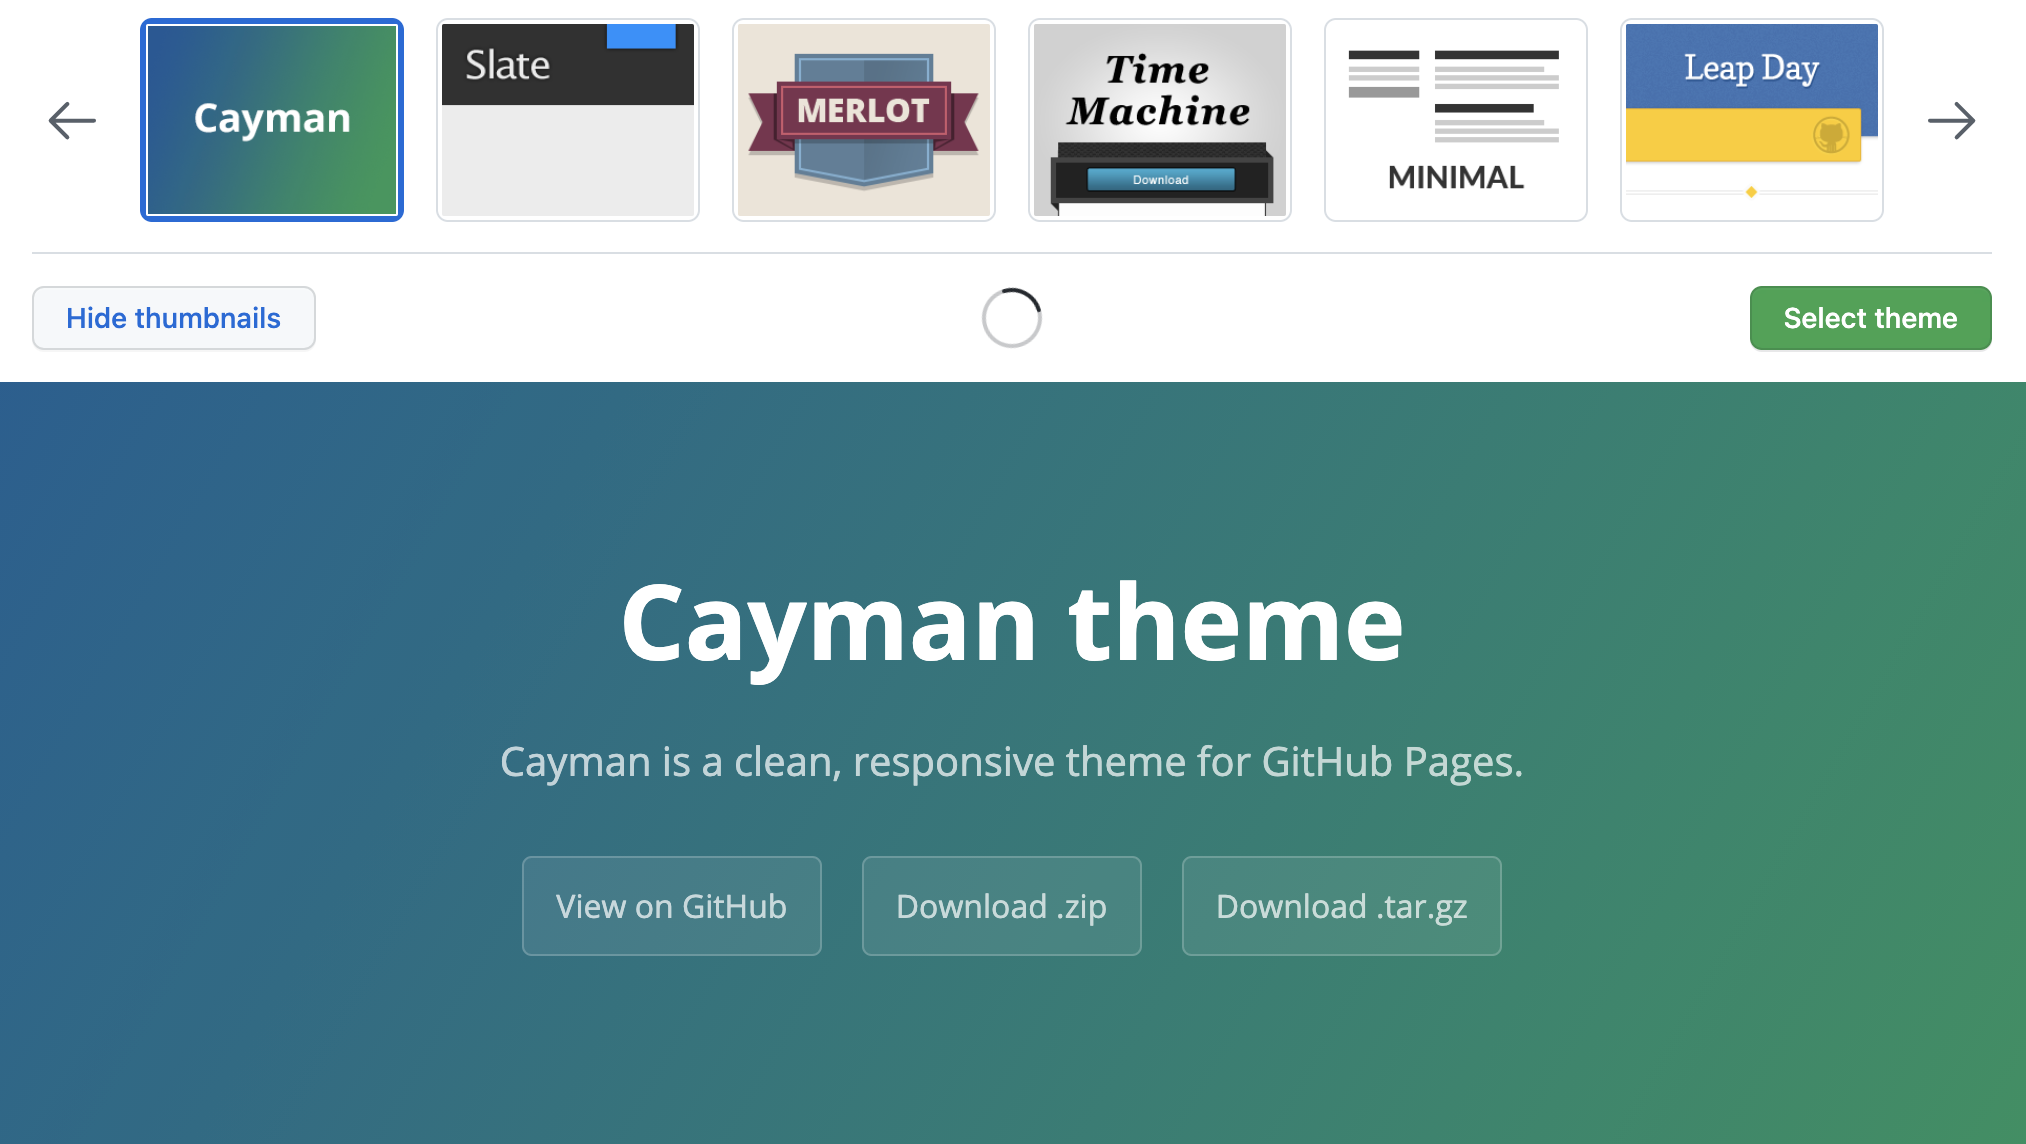 Cayman
Slate
MERLOT
Time
Machine
Download
MINIMAL
Leap Day
Hide thumbnails
Select theme
Cayman theme
Cayman is a clean, responsive theme for GitHub Pages.
View on GitHub
Download .zip
Download .tar.gz